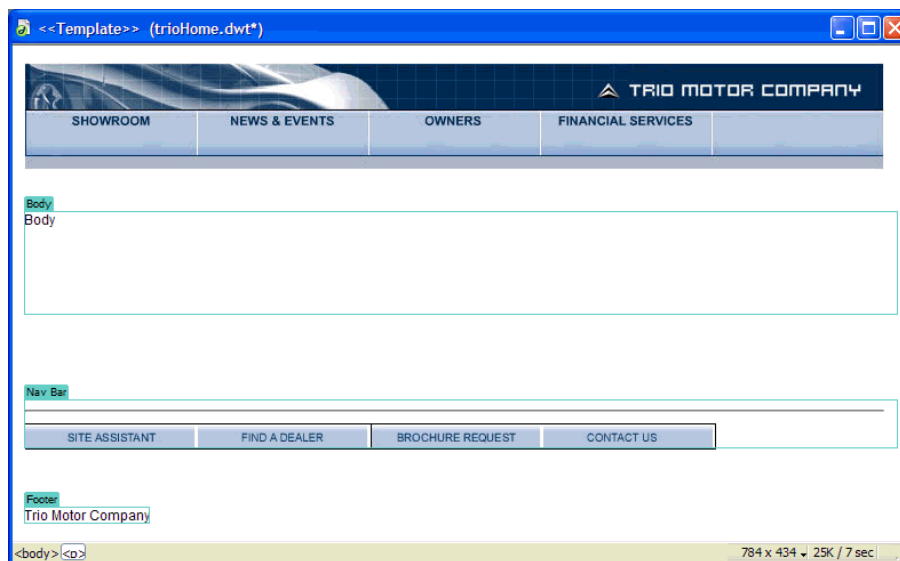 <<Template>> (trioHome.dwt*)
TRIO MOTOR COMPANY
SHOWROOM NEWS & EVENTS OWNERS FINANCIAL SERVICES
Body
Body
Nav Bar
SITE ASSISTANT FIND A DEALER BROCHURE REQUEST CONTACT US
Footer
Trio Motor Company
<body> <p> 784 x 434 25K / 7 sec